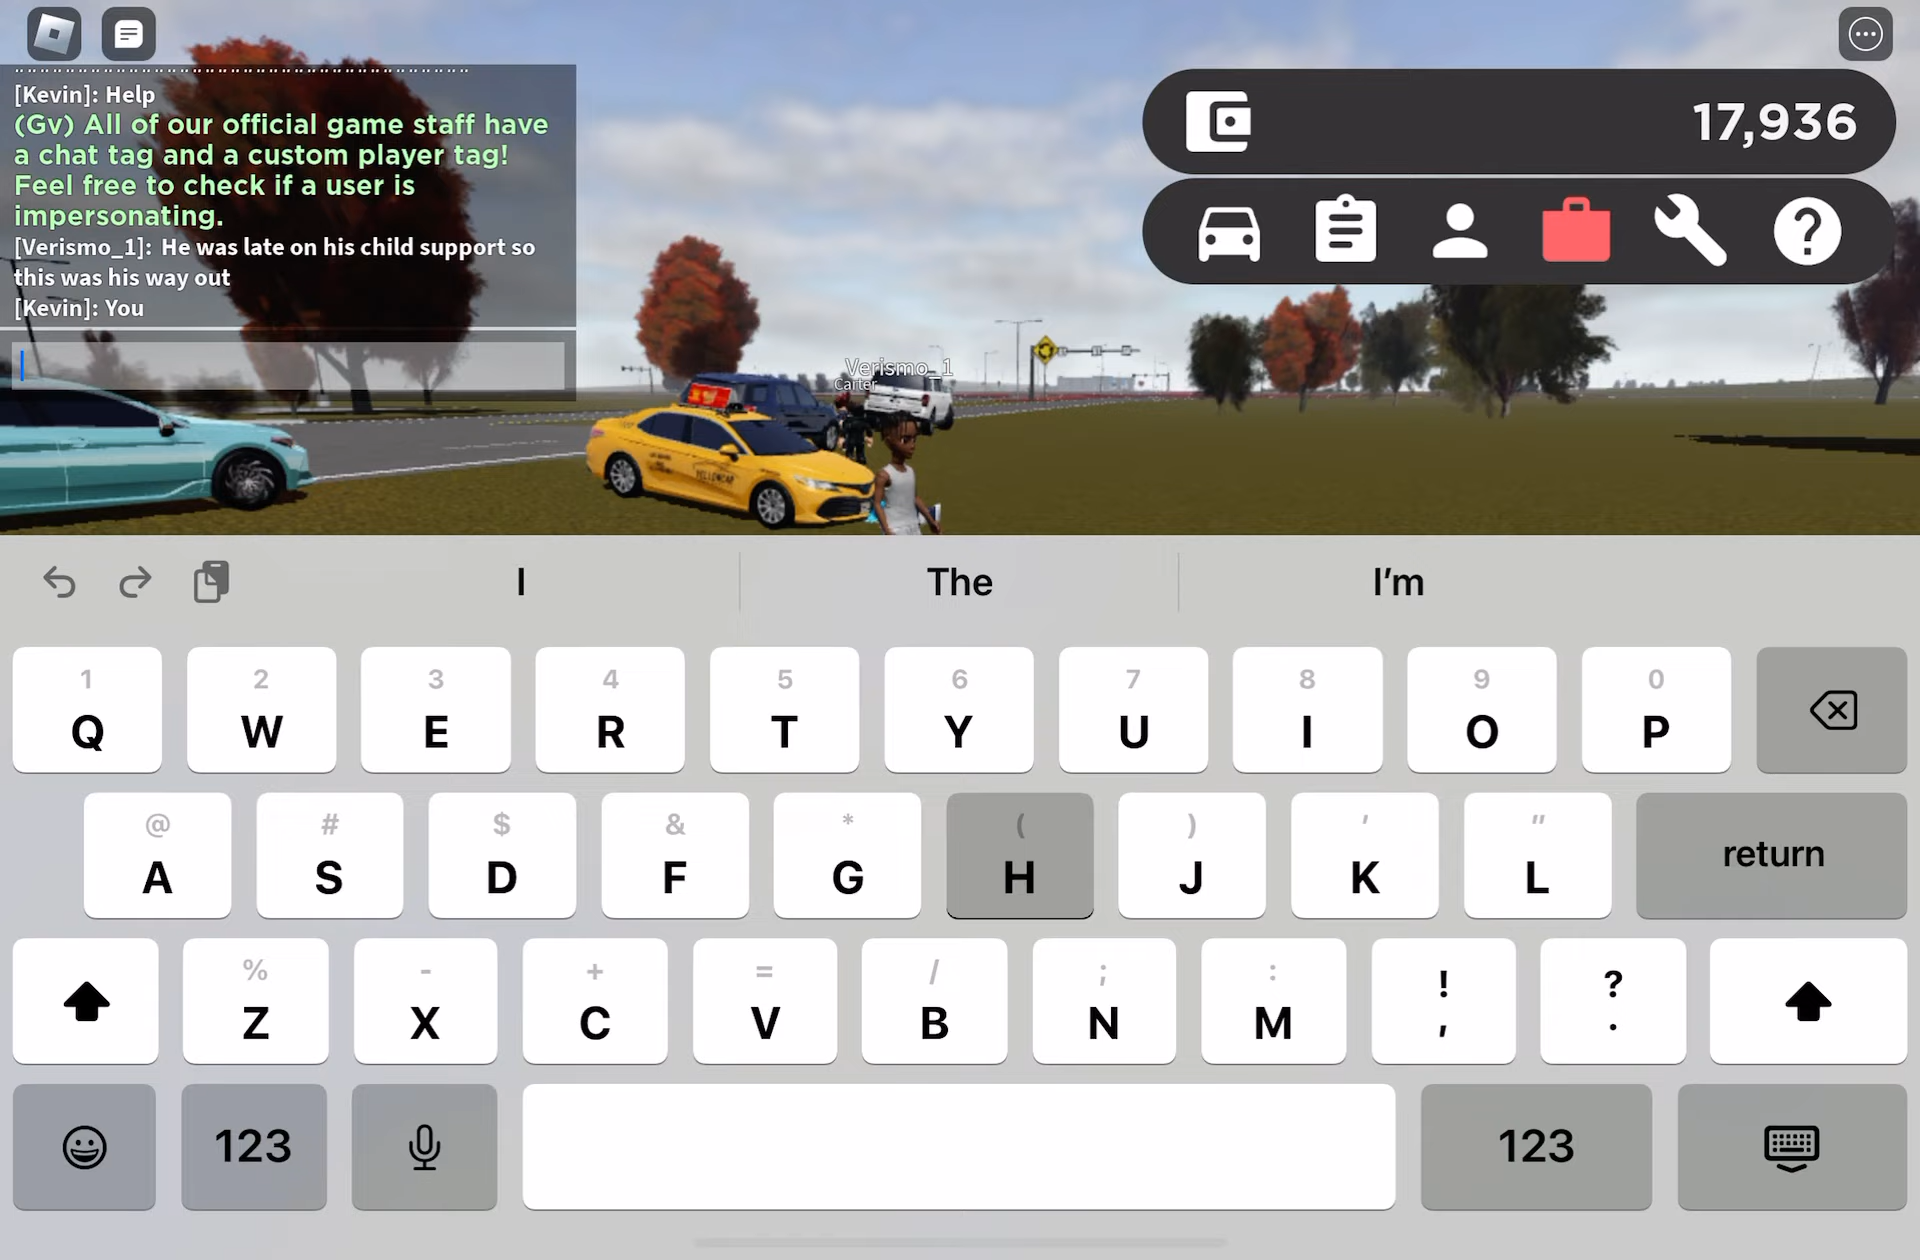 [Kevin]: Help
(Gv) All of our official game staff have
a chat tag and a custom player tag!
Feel free to check if a user is
impersonating.
[Verismo_1]: He was late on his child support so
this was his way out
[Kevin]: You
17,936
Verismo_1
Carter
YELLOWCAB
I The I’m
1 2 3 4 5 6 7 8 9 0
Q W E R T Y U I O P
@ # $ & * ( ) ' "
A S D F G H J K L return
% - + = / ; : ! ?
Z X C V B N M , .
123 123